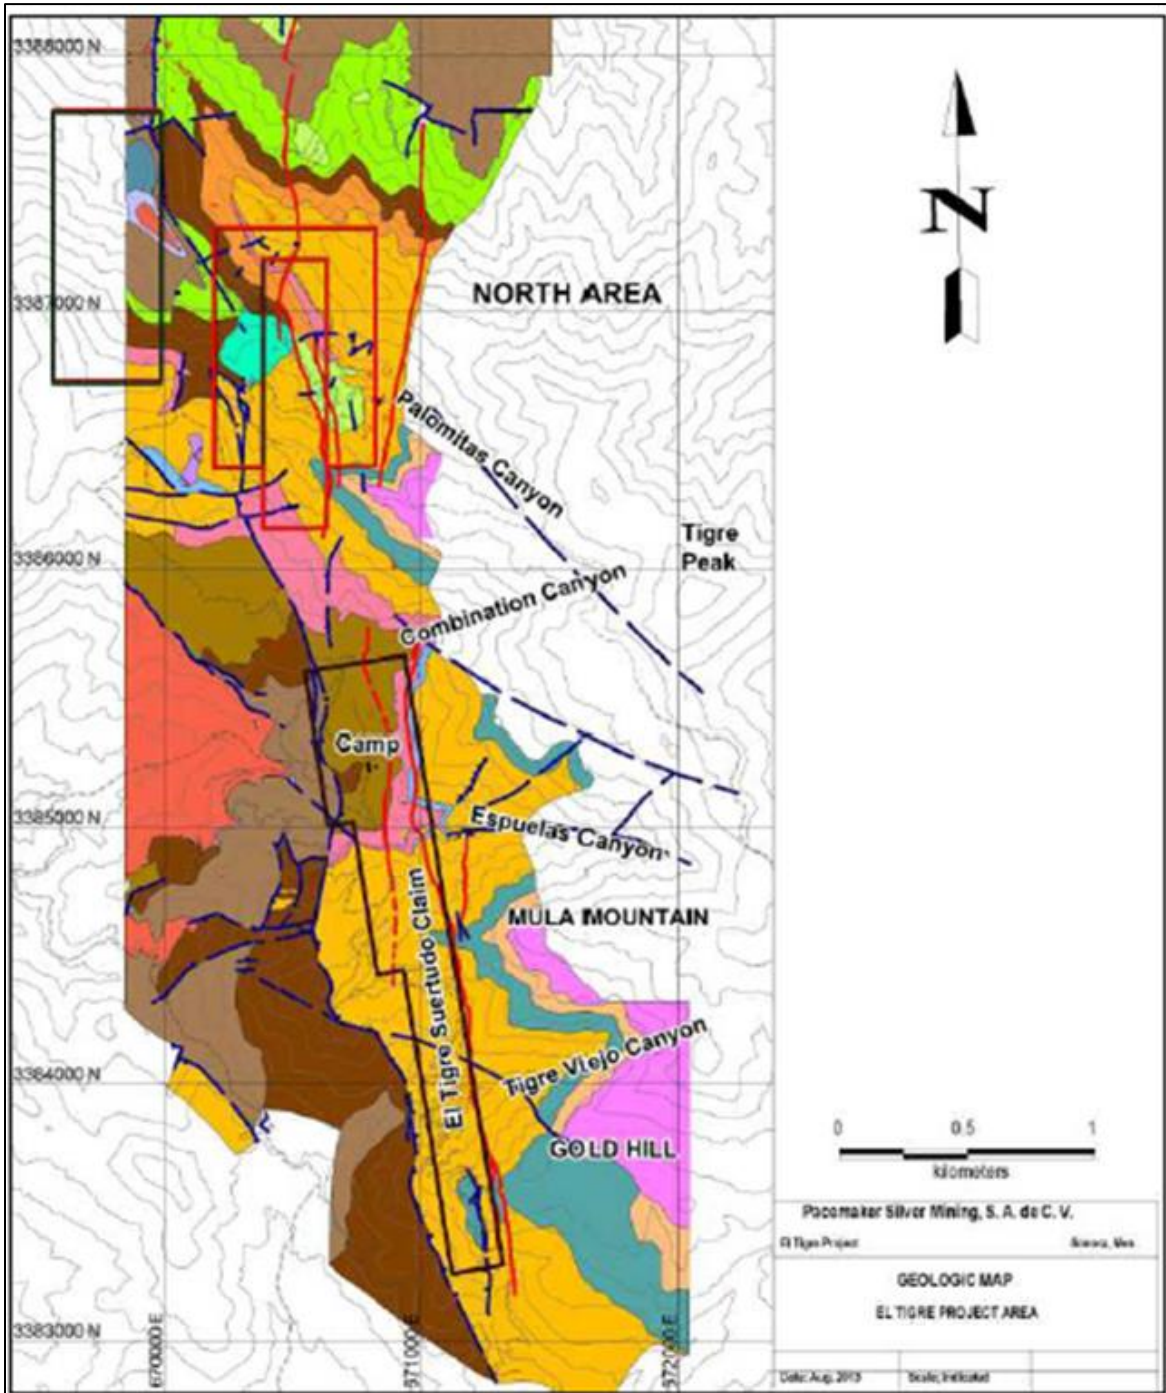 3388000 N
N
3387000 N
NORTH AREA
Palomitas Canyon
Tigre
Peak
3386000 N
Combination Canyon
Camp
3385000 N
Espuelas Canyon
El Tigre Suertudo Claim
MULA MOUNTAIN
Tigre Viejo Canyon
3384000 N
GOLD HILL
0 0.5 1
kilometers
Pacemaker Silver Mining, S. A. de C. V.
El Tigre Project Sonora, Mex
GEOLOGIC MAP
EL TIGRE PROJECT AREA
3383000 N
670000 E
671000 E
672000 E
Date: Aug, 2013 Scale: Indicated